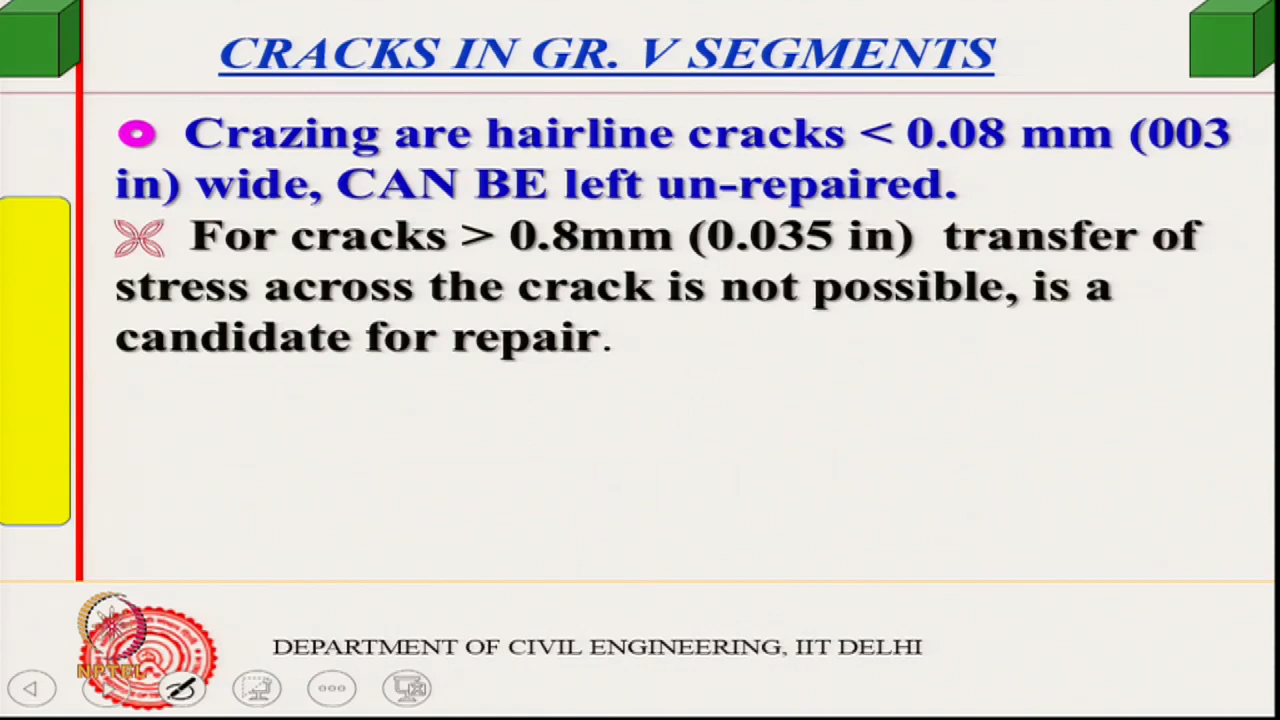 CRACKS IN GR. V SEGMENTS
Crazing are hairline cracks < 0.08 mm (003
in) wide, CAN BE left un-repaired.
For cracks > 0.8mm (0.035 in) transfer of
stress across the crack is not possible, is a
candidate for repair.
DEPARTMENT OF CIVIL ENGINEERING, IIT DELHI
NPTEL